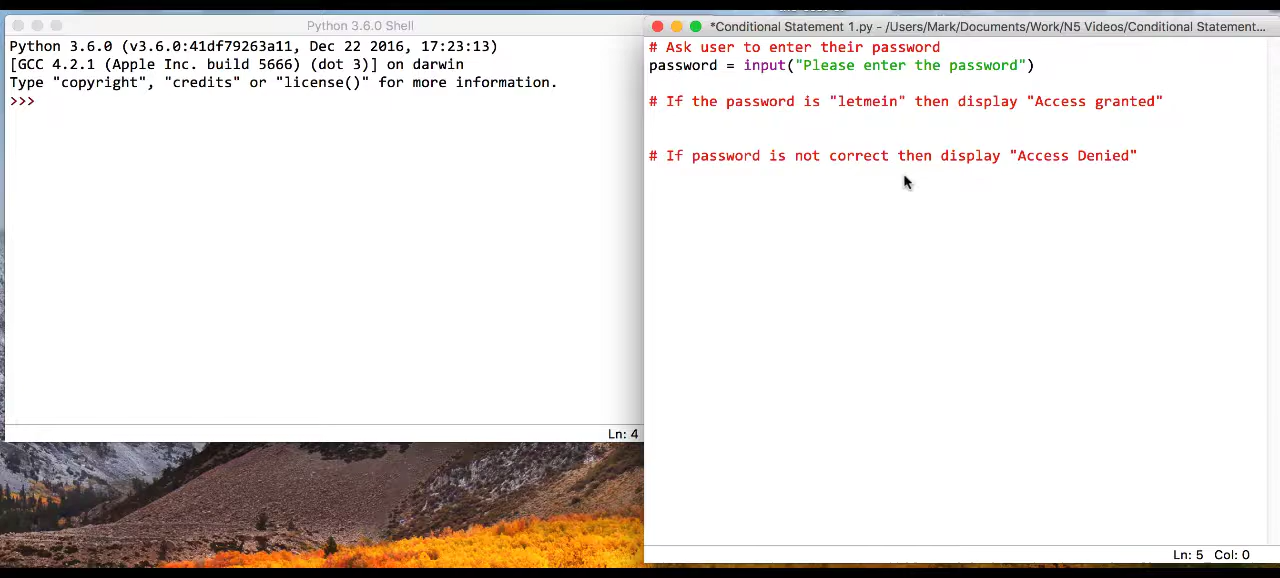 Python 3.6.0 Shell
Python 3.6.0 (v3.6.0:41df79263a11, Dec 22 2016, 17:23:13)
[GCC 4.2.1 (Apple Inc. build 5666) (dot 3)] on darwin
Type "copyright", "credits" or "license()" for more information.
>>>
Ln: 4
*Conditional Statement 1.py - /Users/Mark/Documents/Work/N5 Videos/Conditional Statement...
# Ask user to enter their password
password = input("Please enter the password")
# If the password is "letmein" then display "Access granted"
# If password is not correct then display "Access Denied"
Ln: 5 Col: 0